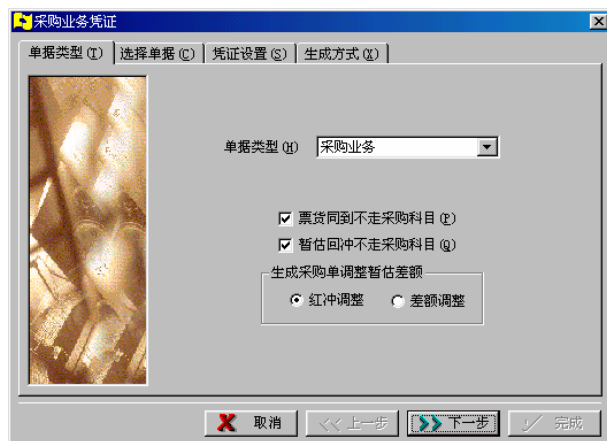 采购业务凭证
单据类型(T) 选择单据(C) 凭证设置(S) 生成方式(X)
单据类型(H) 采购业务
票货同到不走采购科目(P)
暂估回冲不走采购科目(Q)
生成采购单调整暂估差额
红冲调整 差额调整
取消 << 上一步 >> 下一步 完成